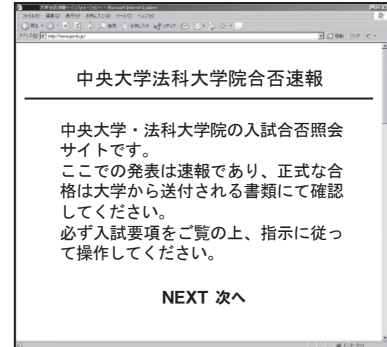 中央大学法科大学院合否速報
中央大学・法科大学院の入試合否照会
サイトです。
ここでの発表は速報であり、正式な合
格は大学から送付される書類にて確認
してください。
必ず入試要項をご覧の上、指示に従っ
て操作してください。
NEXT 次へ